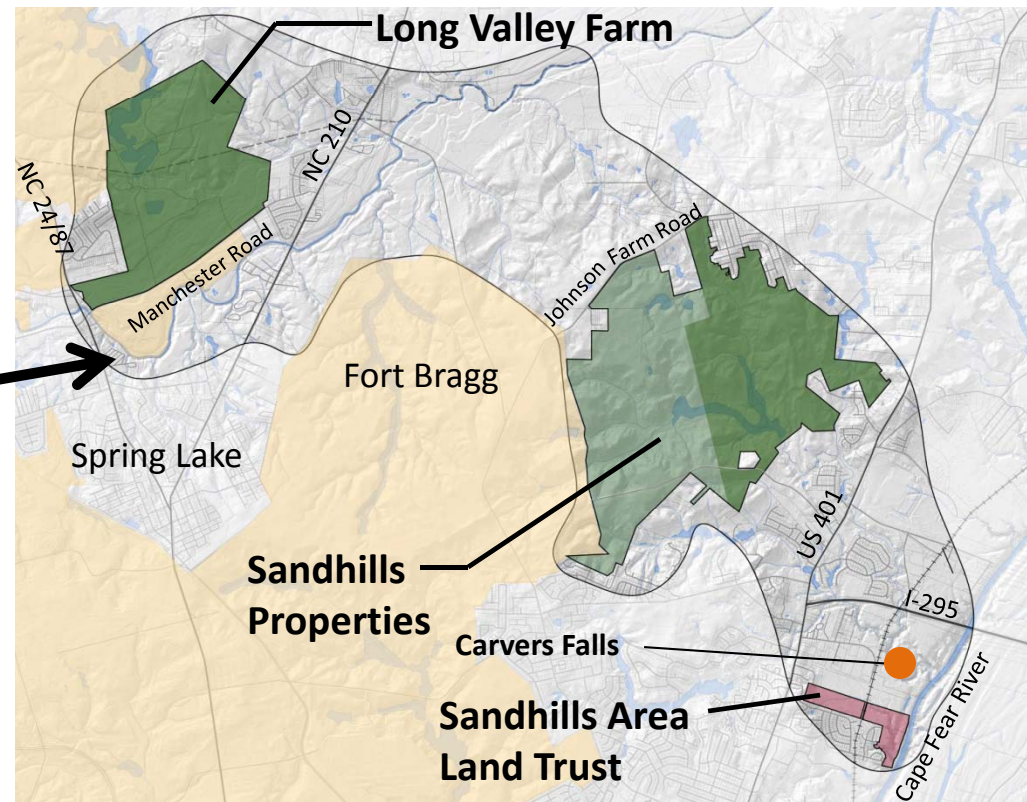 Long Valley Farm
NC 210
NC 24/87
Manchester Road
Johnson Farm Road
Fort Bragg
Spring Lake
US 401
Sandhills
Properties
I-295
Carvers Falls
Sandhills Area
Land Trust
Cape Fear River